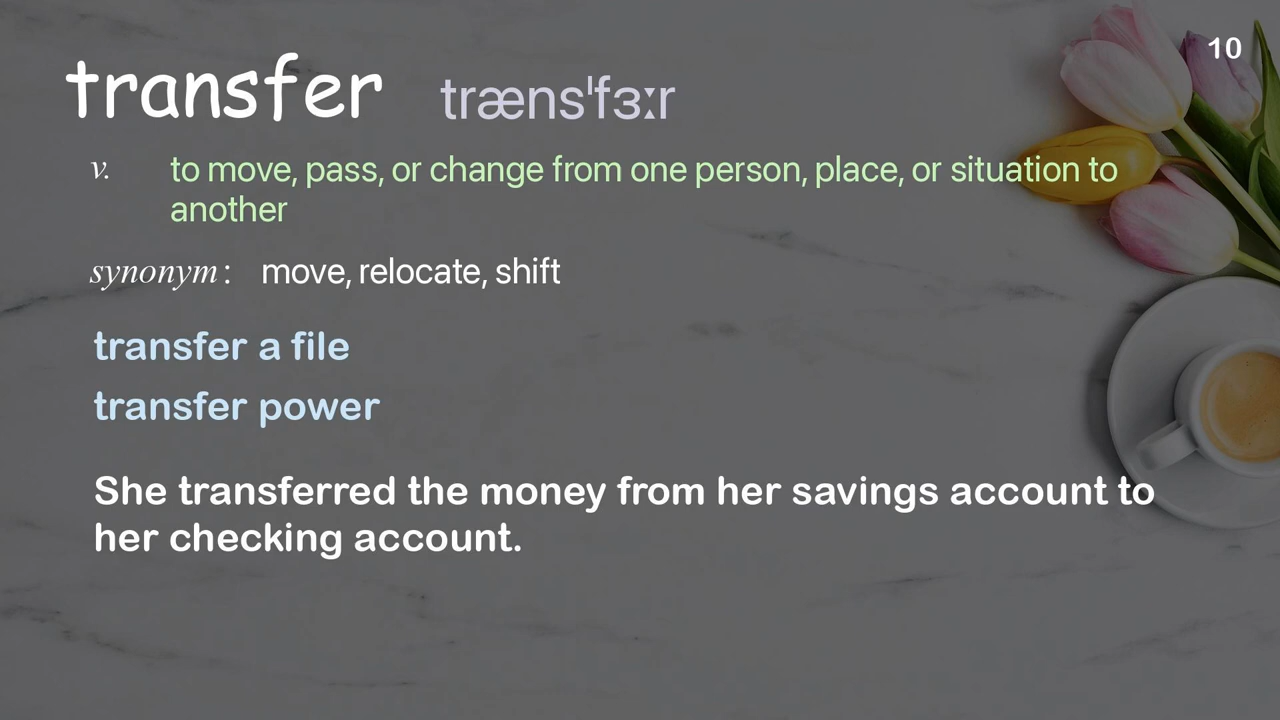 10
transfer trænsˈfɜːr
v. to move, pass, or change from one person, place, or situation to
another
synonym: move, relocate, shift
transfer a file
transfer power
She transferred the money from her savings account to
her checking account.